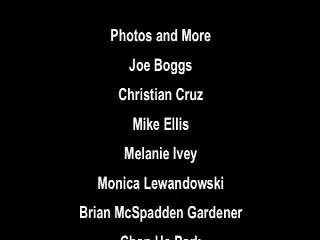 Photos and More
Joe Boggs
Christian Cruz
Mike Ellis
Melanie Ivey
Monica Lewandowski
Brian McSpadden Gardener